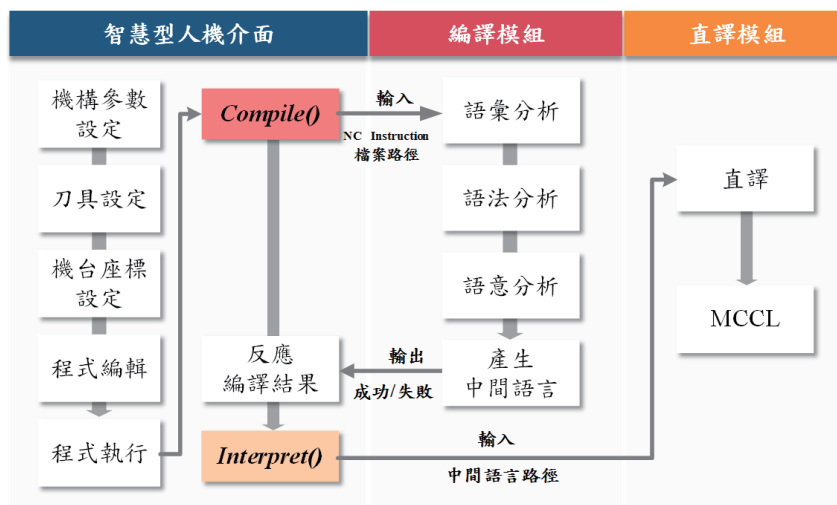 智慧型人機介面
編譯模組
直譯模組
機構參數
設定
刀具設定
機台座標
設定
程式編輯
程式執行
Compile()
反應
編譯結果
Interpret()
輸入
NC Instruction
檔案路徑
語彙分析
語法分析
語意分析
產生
中間語言
輸出
成功/失敗
輸入
中間語言路徑
直譯
MCCL